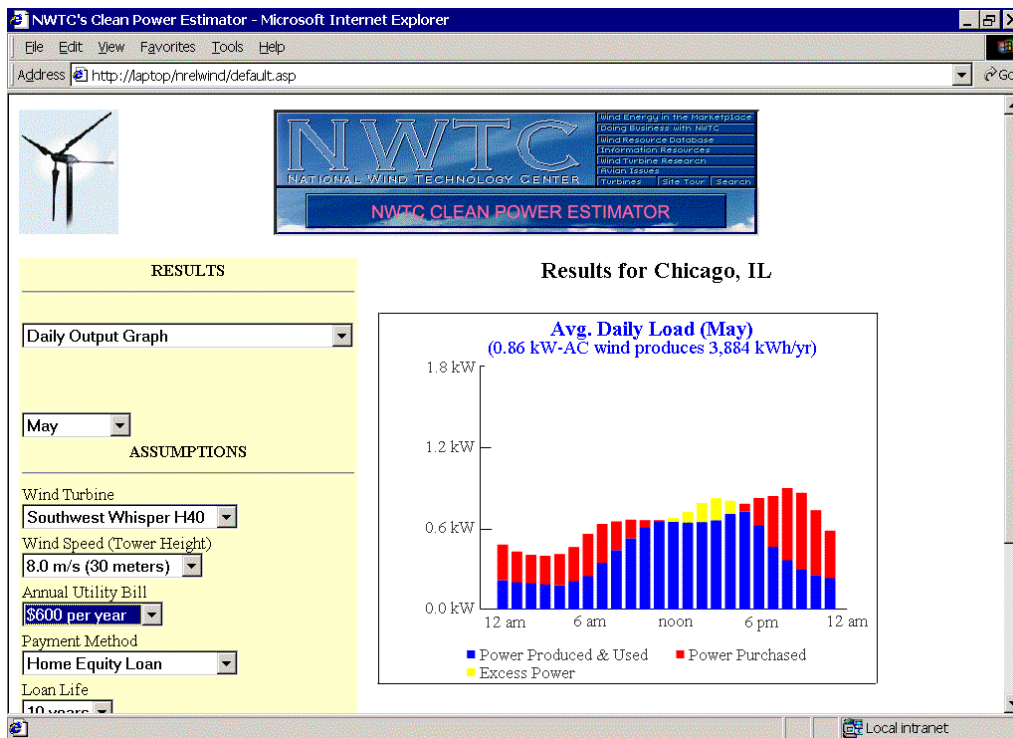 NWTC's Clean Power Estimator - Microsoft Internet Explorer
File Edit View Favorites Tools Help
Address http://laptop/nrelwind/default.asp Go
NWTC
NATIONAL WIND TECHNOLOGY CENTER
Wind Energy in the Marketplace
Doing Business with NWTC
Wind Resource Database
Information Resources
Wind Turbine Research
Avian Issues
Turbines Site Tour Search
NWTC CLEAN POWER ESTIMATOR
RESULTS
Daily Output Graph
May
ASSUMPTIONS
Wind Turbine
Southwest Whisper H40
Wind Speed (Tower Height)
8.0 m/s (30 meters)
Annual Utility Bill
$600 per year
Payment Method
Home Equity Loan
Loan Life
10 years
Results for Chicago, IL
Avg. Daily Load (May)
(0.86 kW-AC wind produces 3,884 kWh/yr)
1.8 kW
1.2 kW
0.6 kW
0.0 kW
12 am 6 am noon 6 pm 12 am
Power Produced & Used Power Purchased
Excess Power
Local intranet